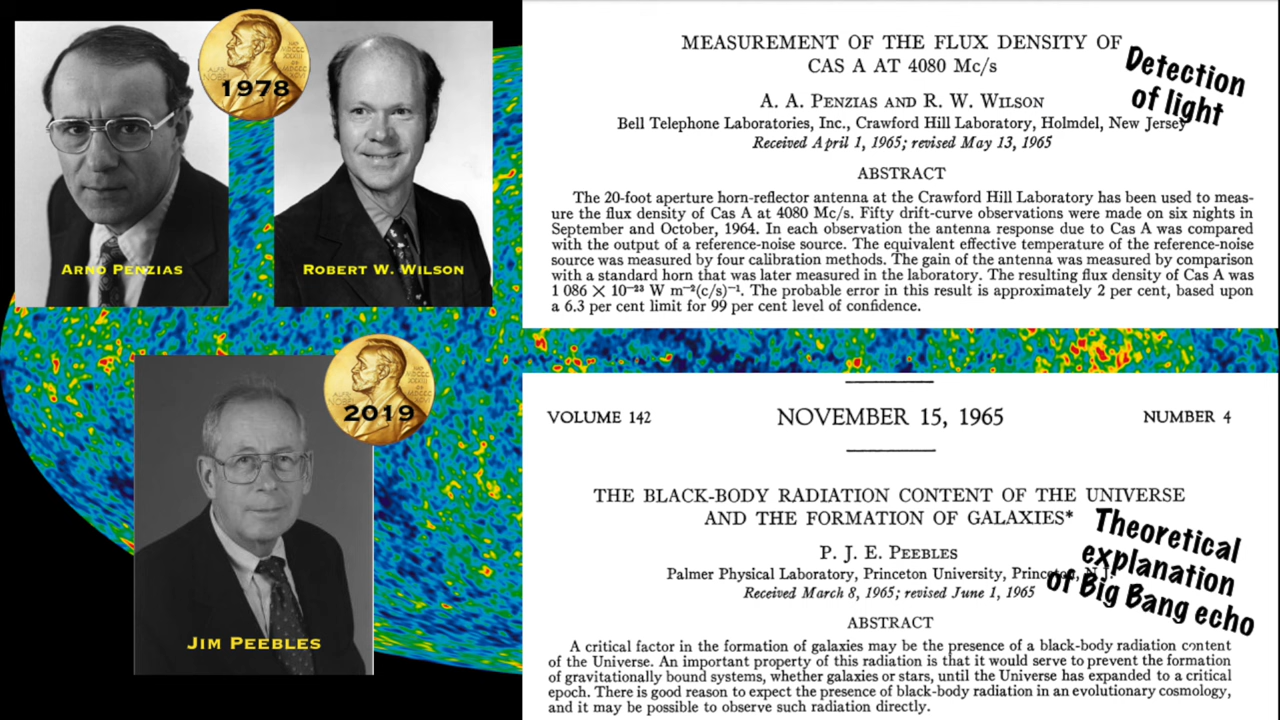 1978
ARNO PENZIAS
ROBERT W. WILSON
2019
JIM PEEBLES
MEASUREMENT OF THE FLUX DENSITY OF
CAS A AT 4080 Mc/s
Detection
of light
A. A. PENZIAS AND R. W. WILSON
Bell Telephone Laboratories, Inc., Crawford Hill Laboratory, Holmdel, New Jersey
Received April 1, 1965; revised May 13, 1965
ABSTRACT
The 20-foot aperture horn-reflector antenna at the Crawford Hill Laboratory has been used to meas-
ure the flux density of Cas A at 4080 Mc/s. Fifty drift-curve observations were made on six nights in
September and October, 1964. In each observation the antenna response due to Cas A was compared
with the output of a reference-noise source. The equivalent effective temperature of the reference-noise
source was measured by four calibration methods. The gain of the antenna was measured by comparison
with a standard horn that was later measured in the laboratory. The resulting flux density of Cas A was
1 086 × 10⁻²³ W m⁻²(c/s)⁻¹. The probable error in this result is approximately 2 per cent, based upon
a 6.3 per cent limit for 99 per cent level of confidence.
VOLUME 142 NOVEMBER 15, 1965 NUMBER 4
THE BLACK-BODY RADIATION CONTENT OF THE UNIVERSE
AND THE FORMATION OF GALAXIES*
Theoretical
explanation
of Big Bang echo
P. J. E. PEEBLES
Palmer Physical Laboratory, Princeton University, Princeton, N.J.
Received March 8, 1965; revised June 1, 1965
ABSTRACT
A critical factor in the formation of galaxies may be the presence of a black-body radiation content
of the Universe. An important property of this radiation is that it would serve to prevent the formation
of gravitationally bound systems, whether galaxies or stars, until the Universe has expanded to a critical
epoch. There is good reason to expect the presence of black-body radiation in an evolutionary cosmology,
and it may be possible to observe such radiation directly.